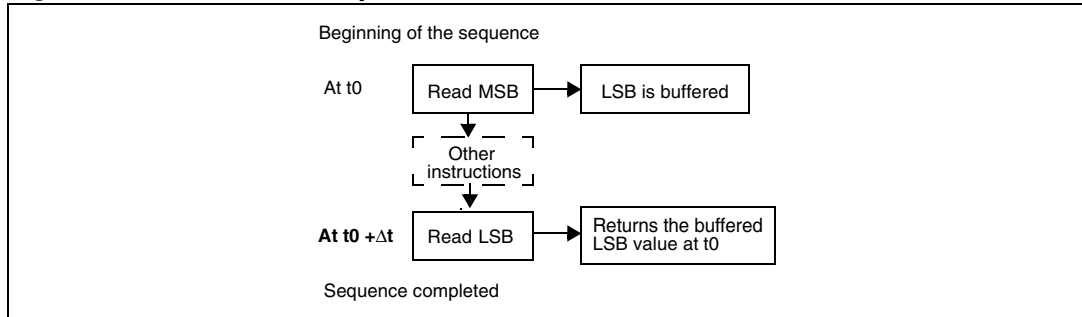 Beginning of the sequence
At t0
Read MSB
LSB is buffered
Other
instructions
At t0 +Δt
Read LSB
Returns the buffered
LSB value at t0
Sequence completed